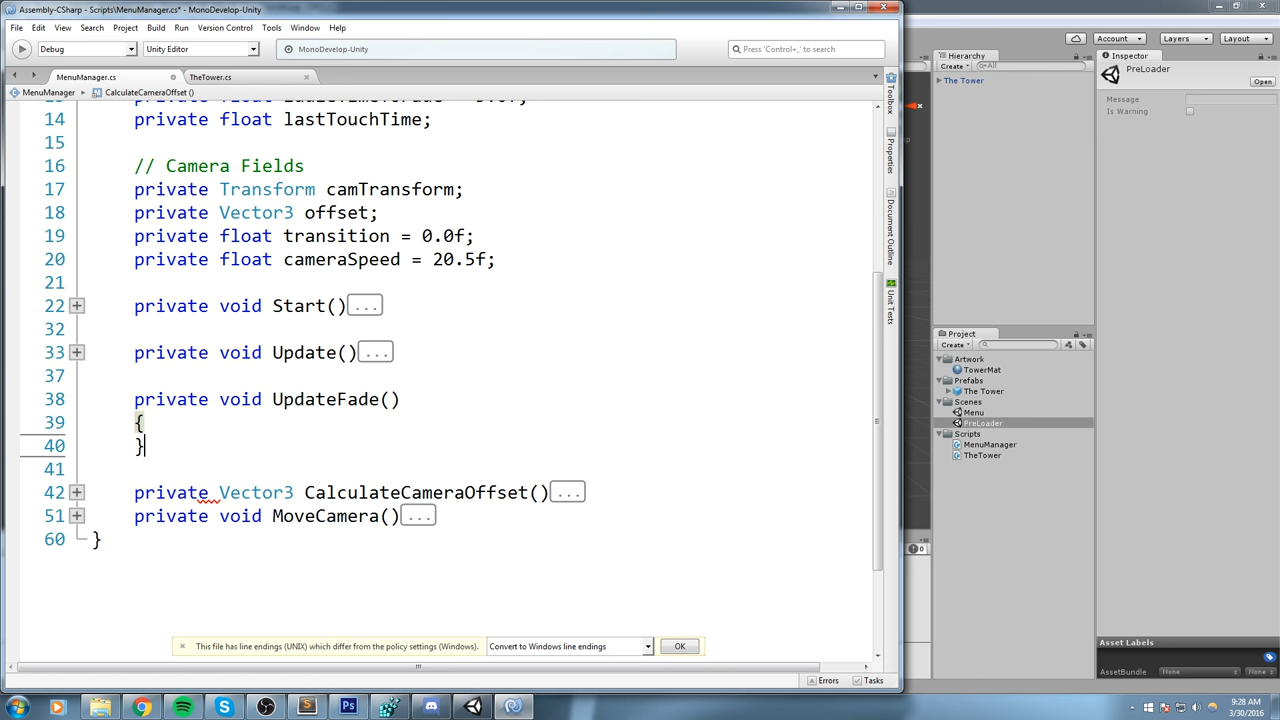 Assembly-CSharp - Scripts\MenuManager.cs* - MonoDevelop-Unity
File Edit View Search Project Build Run Version Control Tools Window Help
Debug Unity Editor MonoDevelop-Unity Press 'Control+,' to search
MenuManager.cs TheTower.cs
MenuManager CalculateCameraOffset ()
14 private float lastTouchTime;
15
16 // Camera Fields
17 private Transform camTransform;
18 private Vector3 offset;
19 private float transition = 0.0f;
20 private float cameraSpeed = 20.5f;
21
22 private void Start()...
32
33 private void Update()...
37
38 private void UpdateFade()
39 {
40 }
41
42 private Vector3 CalculateCameraOffset()...
51 private void MoveCamera()...
60 }
This file has line endings (UNIX) which differ from the policy settings (Windows). Convert to Windows line endings OK
Errors Tasks
Toolbox
Properties
Document Outline
Unit Tests
Account Layers Layout
Hierarchy
Create All
The Tower
Inspector
PreLoader
Open
Message
Is Warning
Project
Create
Artwork
TowerMat
Prefabs
The Tower
Scenes
Menu
PreLoader
Scripts
MenuManager
TheTower
0
Asset Labels
AssetBundle None None
9:28 AM
3/30/2016